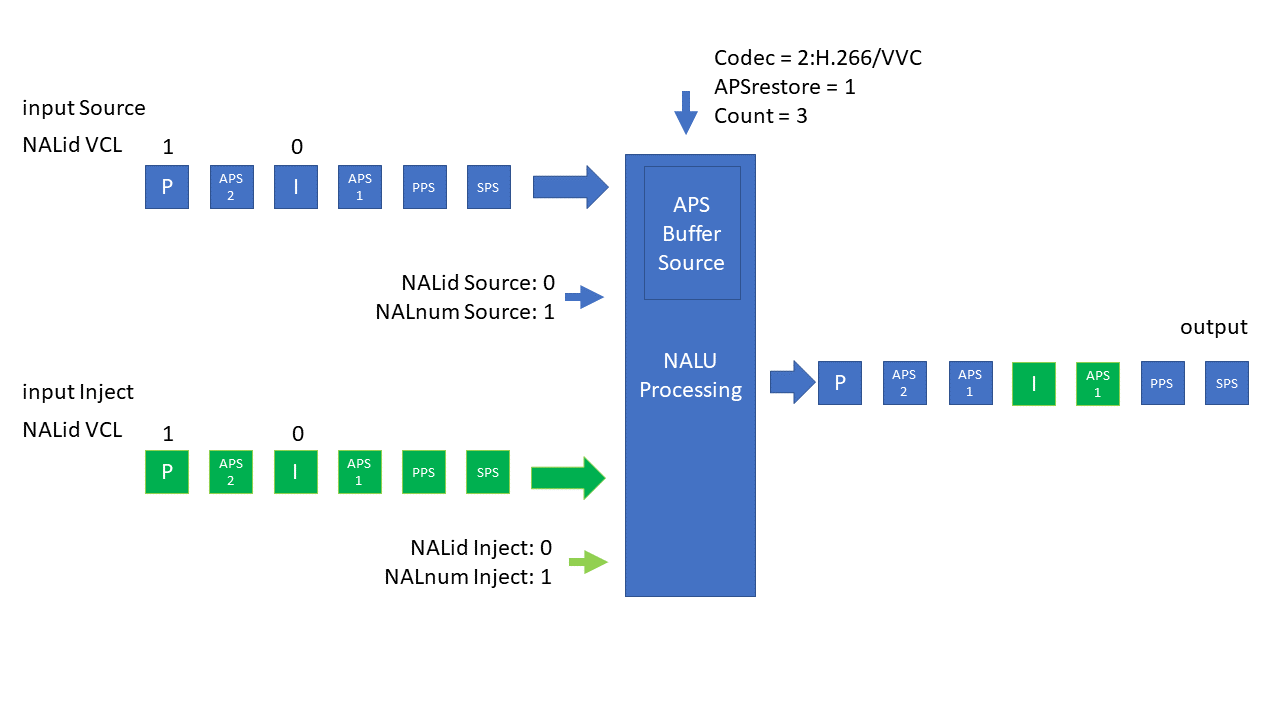 Codec = 2:H.266/VVC
APSrestore = 1
Count = 3
input Source
NALid VCL 1 0
P APS 2 I APS 1 PPS SPS
APS
Buffer
Source
NALid Source: 0
NALnum Source: 1
NALU
Processing
output
P APS 2 APS 1 I APS 1 PPS SPS
input Inject
NALid VCL 1 0
P APS 2 I APS 1 PPS SPS
NALid Inject: 0
NALnum Inject: 1